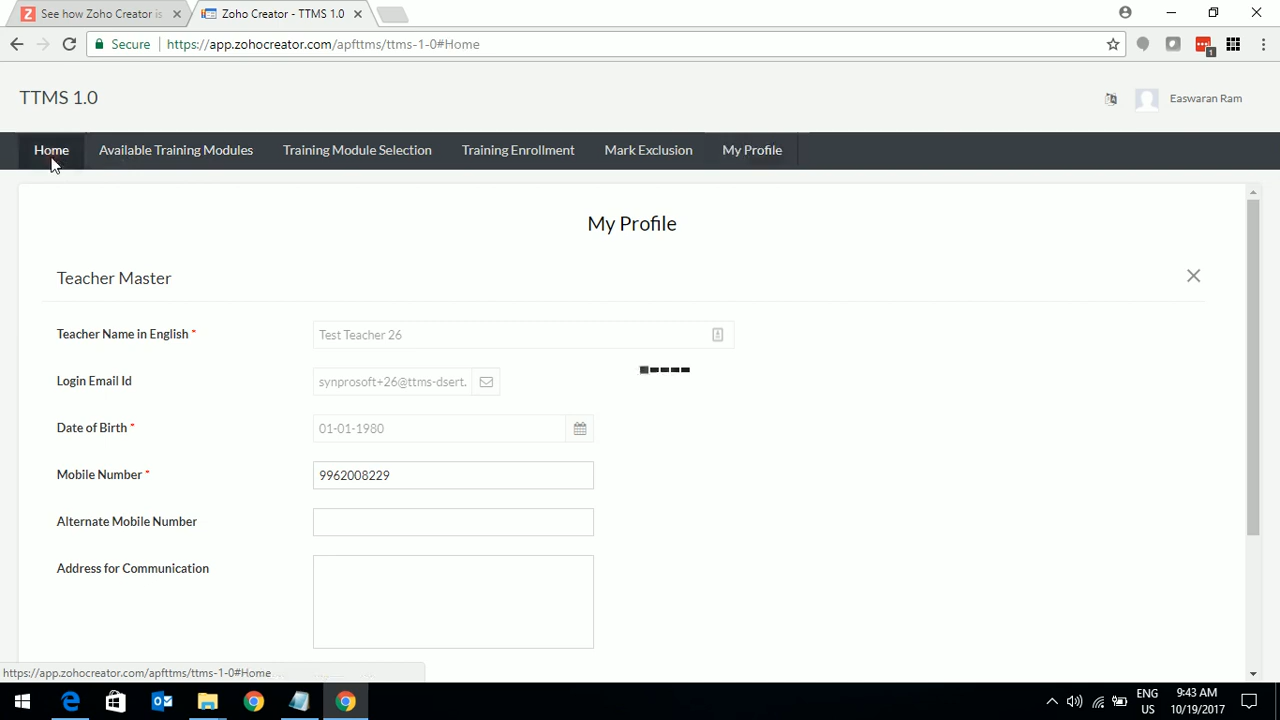 See how Zoho Creator is
Zoho Creator - TTMS 1.0
Secure
https://app.zohocreator.com/apfttms/ttms-1-0#Home
1
TTMS 1.0
Easwaran Ram
Home
Available Training Modules
Training Module Selection
Training Enrollment
Mark Exclusion
My Profile
My Profile
Teacher Master
Teacher Name in English *
Test Teacher 26
Login Email Id
synprosoft+26@ttms-dsert.
Date of Birth *
01-01-1980
Mobile Number *
9962008229
Alternate Mobile Number
Address for Communication
https://app.zohocreator.com/apfttms/ttms-1-0#Home
ENG
US
9:43 AM
10/19/2017